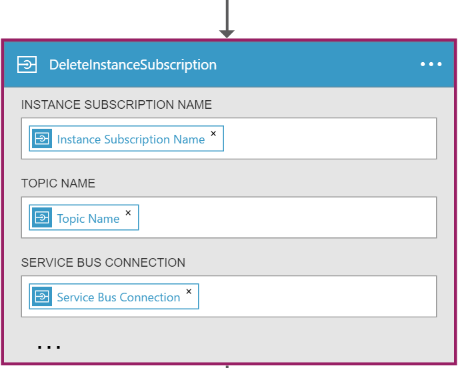 DeleteInstanceSubscription
INSTANCE SUBSCRIPTION NAME
Instance Subscription Name x
TOPIC NAME
Topic Name x
SERVICE BUS CONNECTION
Service Bus Connection x
...